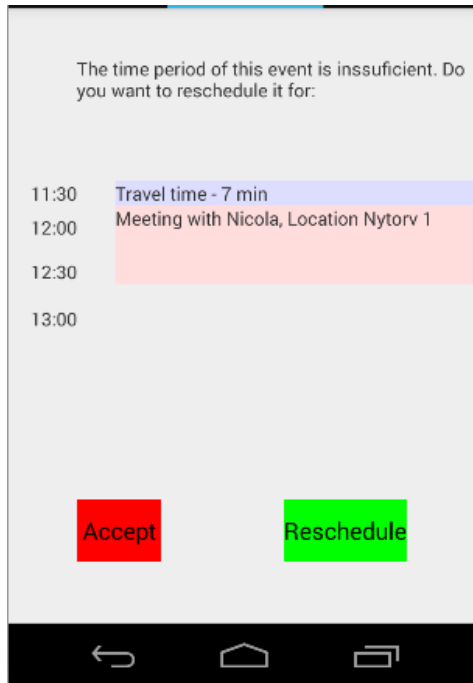 The time period of this event is inssuficient. Do
you want to reschedule it for:
11:30 Travel time - 7 min
12:00 Meeting with Nicola, Location Nytorv 1
12:30
13:00
Accept Reschedule